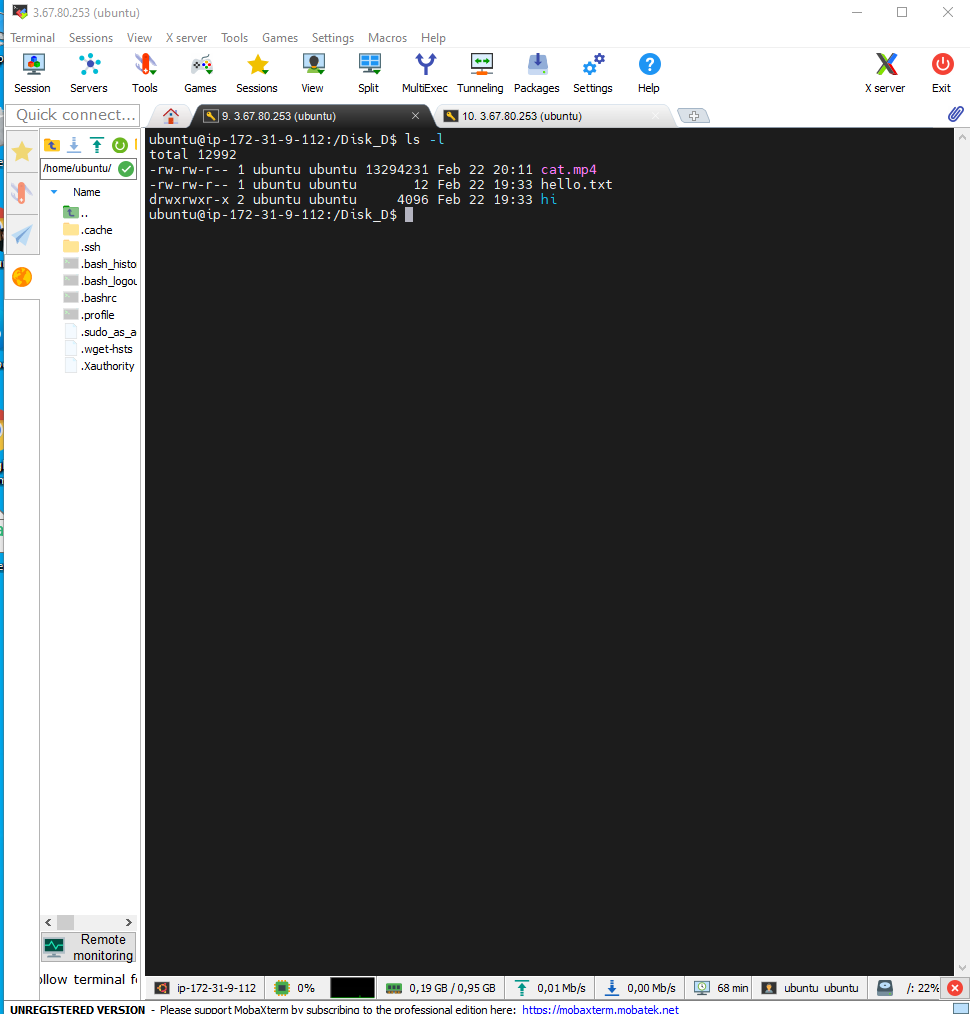 3.67.80.253 (ubuntu)
Terminal Sessions View X server Tools Games Settings Macros Help
Session Servers Tools Games Sessions View Split MultiExec Tunneling Packages Settings Help X server Exit
Quick connect...
9. 3.67.80.253 (ubuntu)
10. 3.67.80.253 (ubuntu)
/home/ubuntu/
Name
..
.cache
.ssh
.bash_histo
.bash_logou
.bashrc
.profile
.sudo_as_a
.wget-hsts
.Xauthority
Remote
monitoring
ollow terminal fo
ubuntu@ip-172-31-9-112:/Disk_D$ ls -l
total 12992
-rw-rw-r-- 1 ubuntu ubuntu 13294231 Feb 22 20:11 cat.mp4
-rw-rw-r-- 1 ubuntu ubuntu       12 Feb 22 19:33 hello.txt
drwxrwxr-x 2 ubuntu ubuntu     4096 Feb 22 19:33 hi
ubuntu@ip-172-31-9-112:/Disk_D$
ip-172-31-9-112 0% 0,19 GB / 0,95 GB 0,01 Mb/s 0,00 Mb/s 68 min ubuntu ubuntu /: 22%
UNREGISTERED VERSION - Please support MobaXterm by subscribing to the professional edition here: https://mobaxterm.mobatek.net